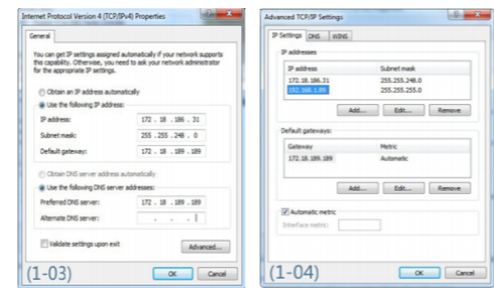 Internet Protocol Version 4 (TCP/IPv4) Properties
General
You can get IP settings assigned automatically if your network supports
this capability. Otherwise, you need to ask your network administrator
for the appropriate IP settings.
Obtain an IP address automatically
Use the following IP address:
IP address: 172 . 18 . 186 . 31
Subnet mask: 255 . 255 . 248 . 0
Default gateway: 172 . 18 . 189 . 189
Obtain DNS server address automatically
Use the following DNS server addresses:
Preferred DNS server: 172 . 18 . 189 . 189
Alternate DNS server: . . .
Validate settings upon exit
Advanced...
OK Cancel
(1-03)
Advanced TCP/IP Settings
IP Settings DNS WINS
IP addresses
IP address Subnet mask
172.18.186.31 255.255.248.0
192.168.1.89 255.255.255.0
Add... Edit... Remove
Default gateways:
Gateway Metric
172.18.189.189 Automatic
Add... Edit... Remove
Automatic metric
Interface metric:
OK Cancel
(1-04)